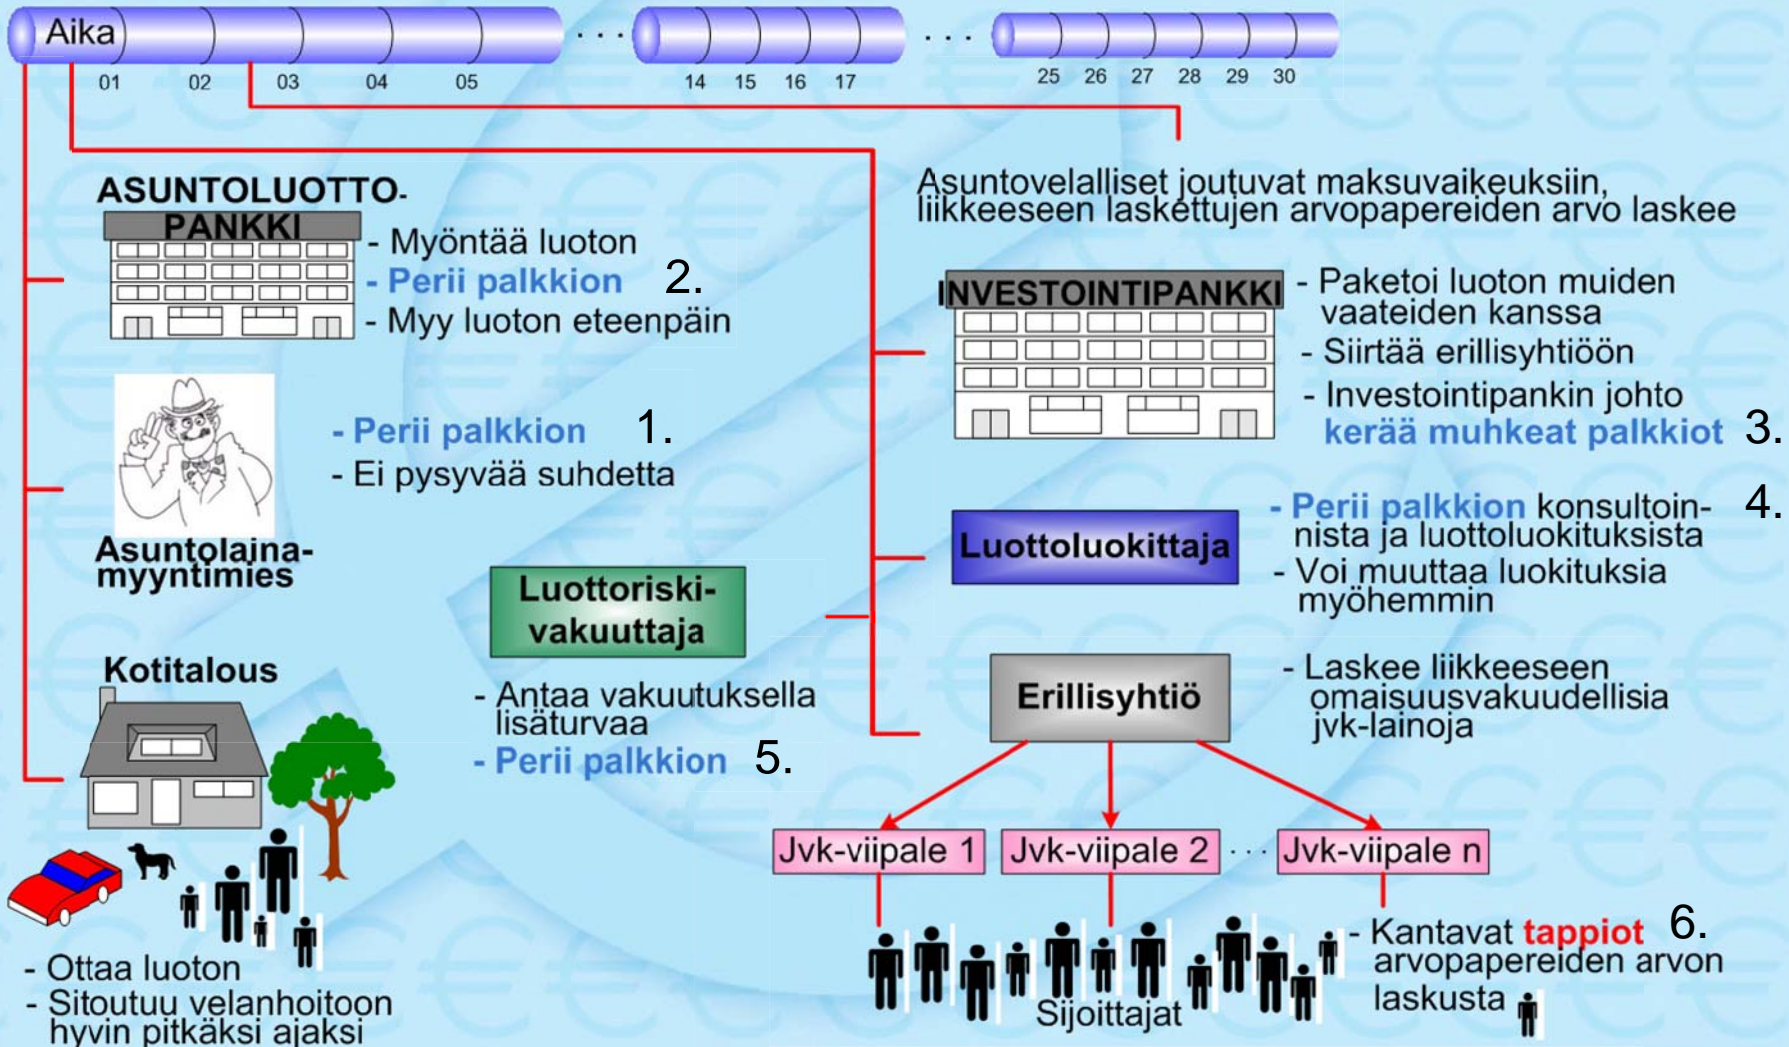 Aika
01 02 03 04 05 ... 14 15 16 17 ... 25 26 27 28 29 30
ASUNTOLUOTTO-
PANKKI
- Myöntää luoton
- Perii palkkion 2.
- Myy luoton eteenpäin
- Perii palkkion 1.
- Ei pysyvää suhdetta
Asuntolaina-
myyntimies
Kotitalous
- Ottaa luoton
- Sitoutuu velanhoitoon
hyvin pitkäksi ajaksi
Luottoriski-
vakuuttaja
- Antaa vakuutuksella
lisäturvaa
- Perii palkkion 5.
Asuntovelalliset joutuvat maksuvaikeuksiin,
liikkeeseen laskettujen arvopapereiden arvo laskee
INVESTOINTIPANKKI
- Paketoi luoton muiden
vaateiden kanssa
- Siirtää erillisyhtiöön
- Investointipankin johto
kerää muhkeat palkkiot 3.
Luottoluokittaja
- Perii palkkion konsultoin- 4.
nista ja luottoluokituksista
- Voi muuttaa luokituksia
myöhemmin
Erillisyhtiö
- Laskee liikkeeseen
omaisuusvakuudellisia
jvk-lainoja
Jvk-viipale 1 Jvk-viipale 2 ... Jvk-viipale n
Sijoittajat
- Kantavat tappiot 6.
arvopapereiden arvon
laskusta